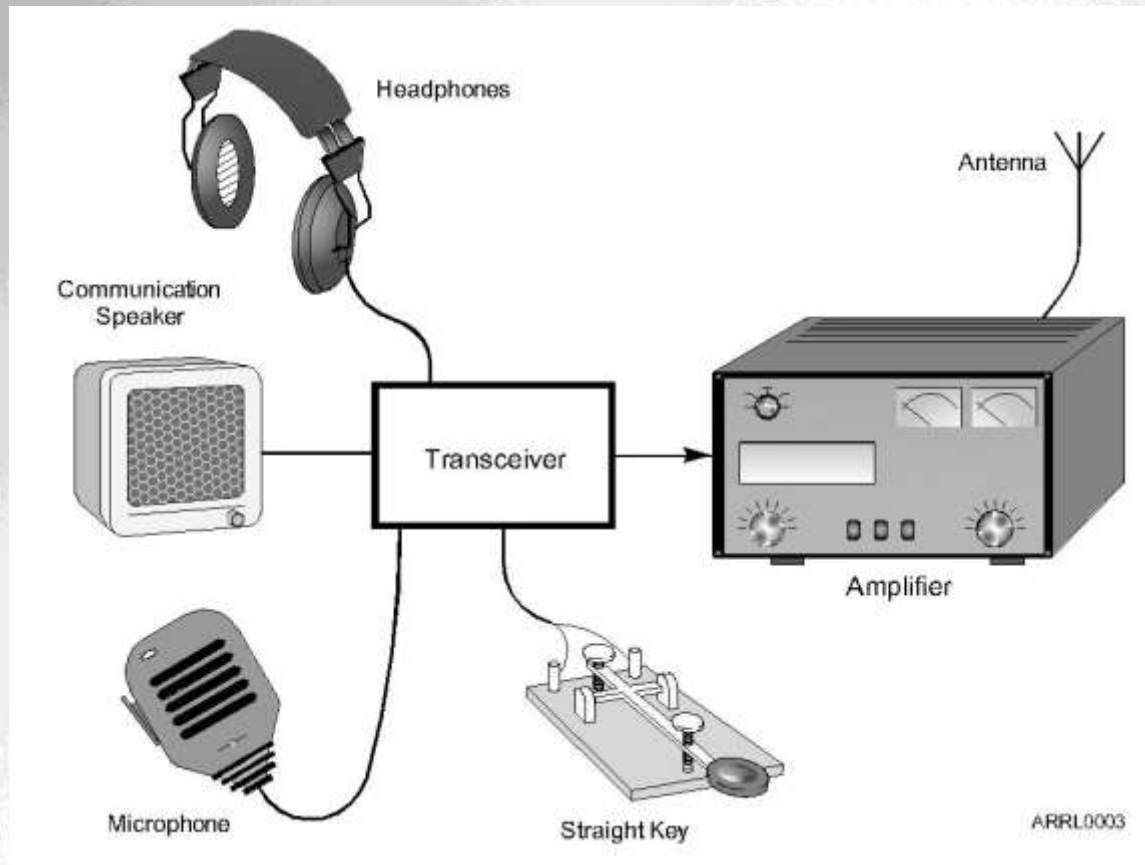 Headphones
Antenna
Communication
Speaker
Transceiver
Amplifier
Microphone
Straight Key
ARRL0003